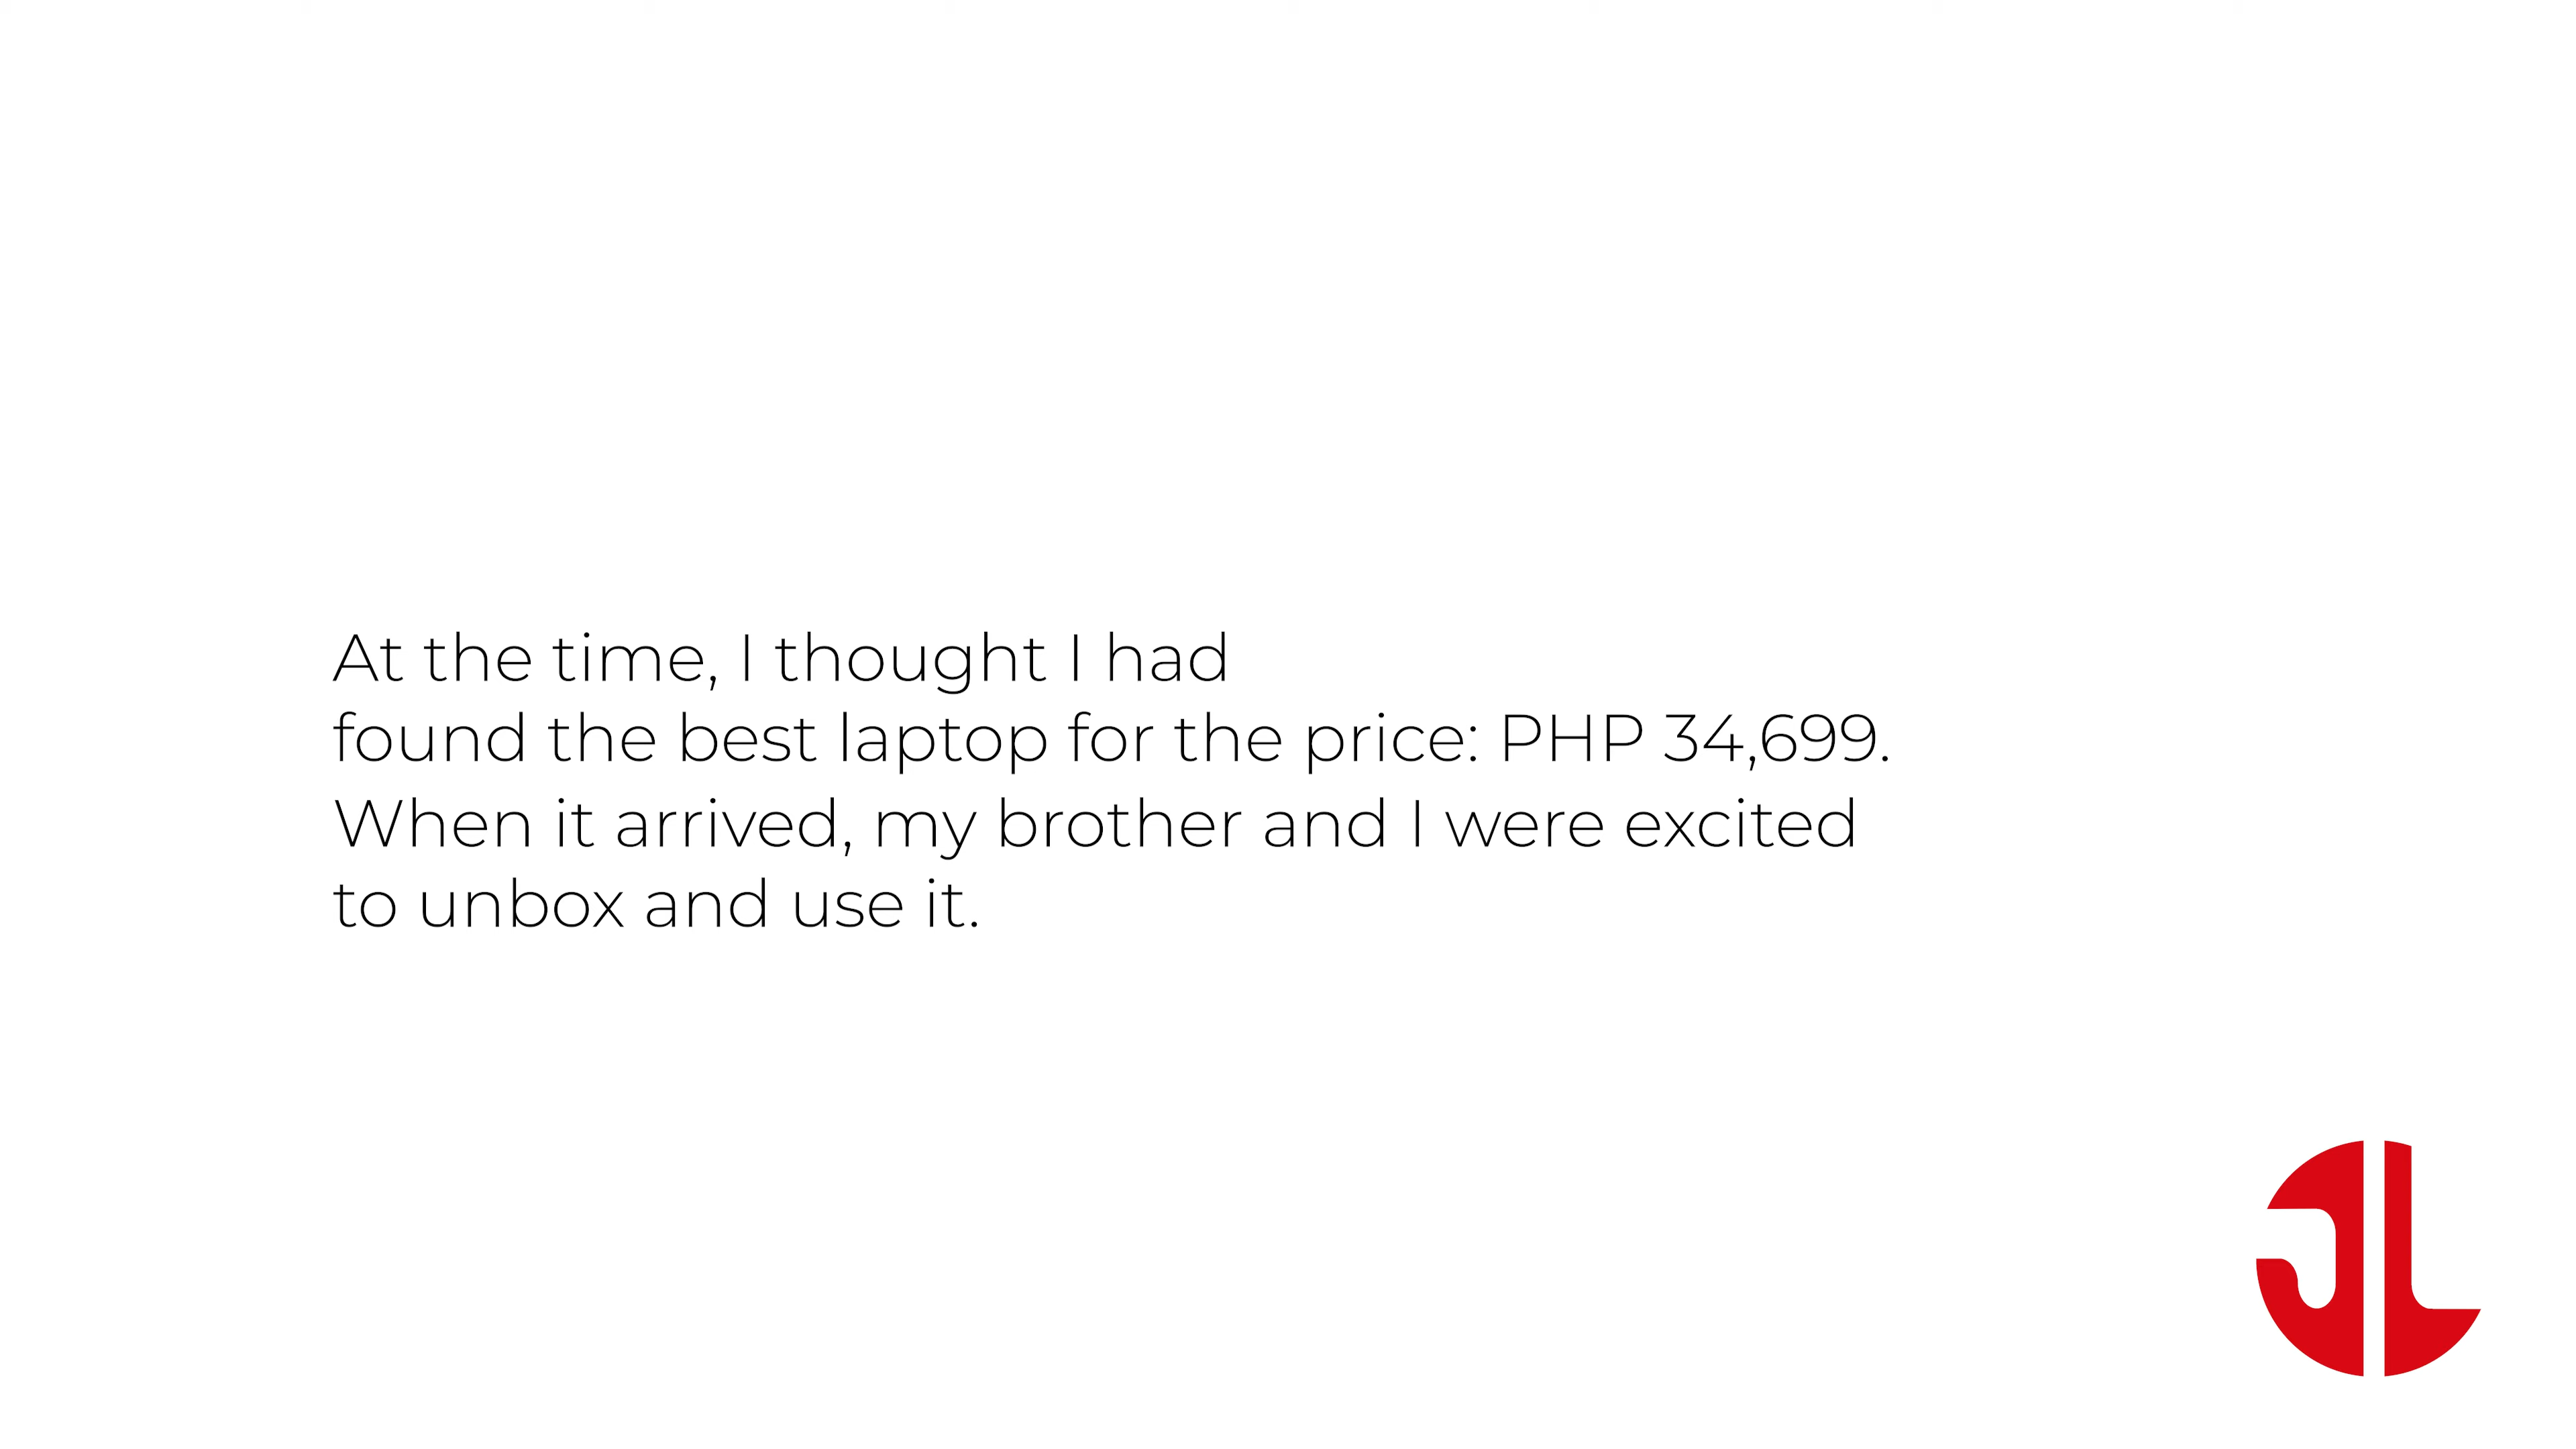 At the time, I thought I had
found the best laptop for the price: PHP 34,699.
When it arrived, my brother and I were excited
to unbox and use it.
JL